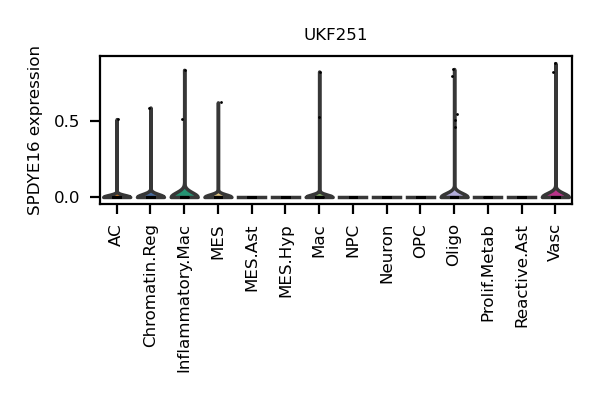 UKF251
SPDYE16 expression
0.5
0.0
AC
Chromatin.Reg
Inflammatory.Mac
MES
MES.Ast
MES.Hyp
Mac
NPC
Neuron
OPC
Oligo
Prolif.Metab
Reactive.Ast
Vasc